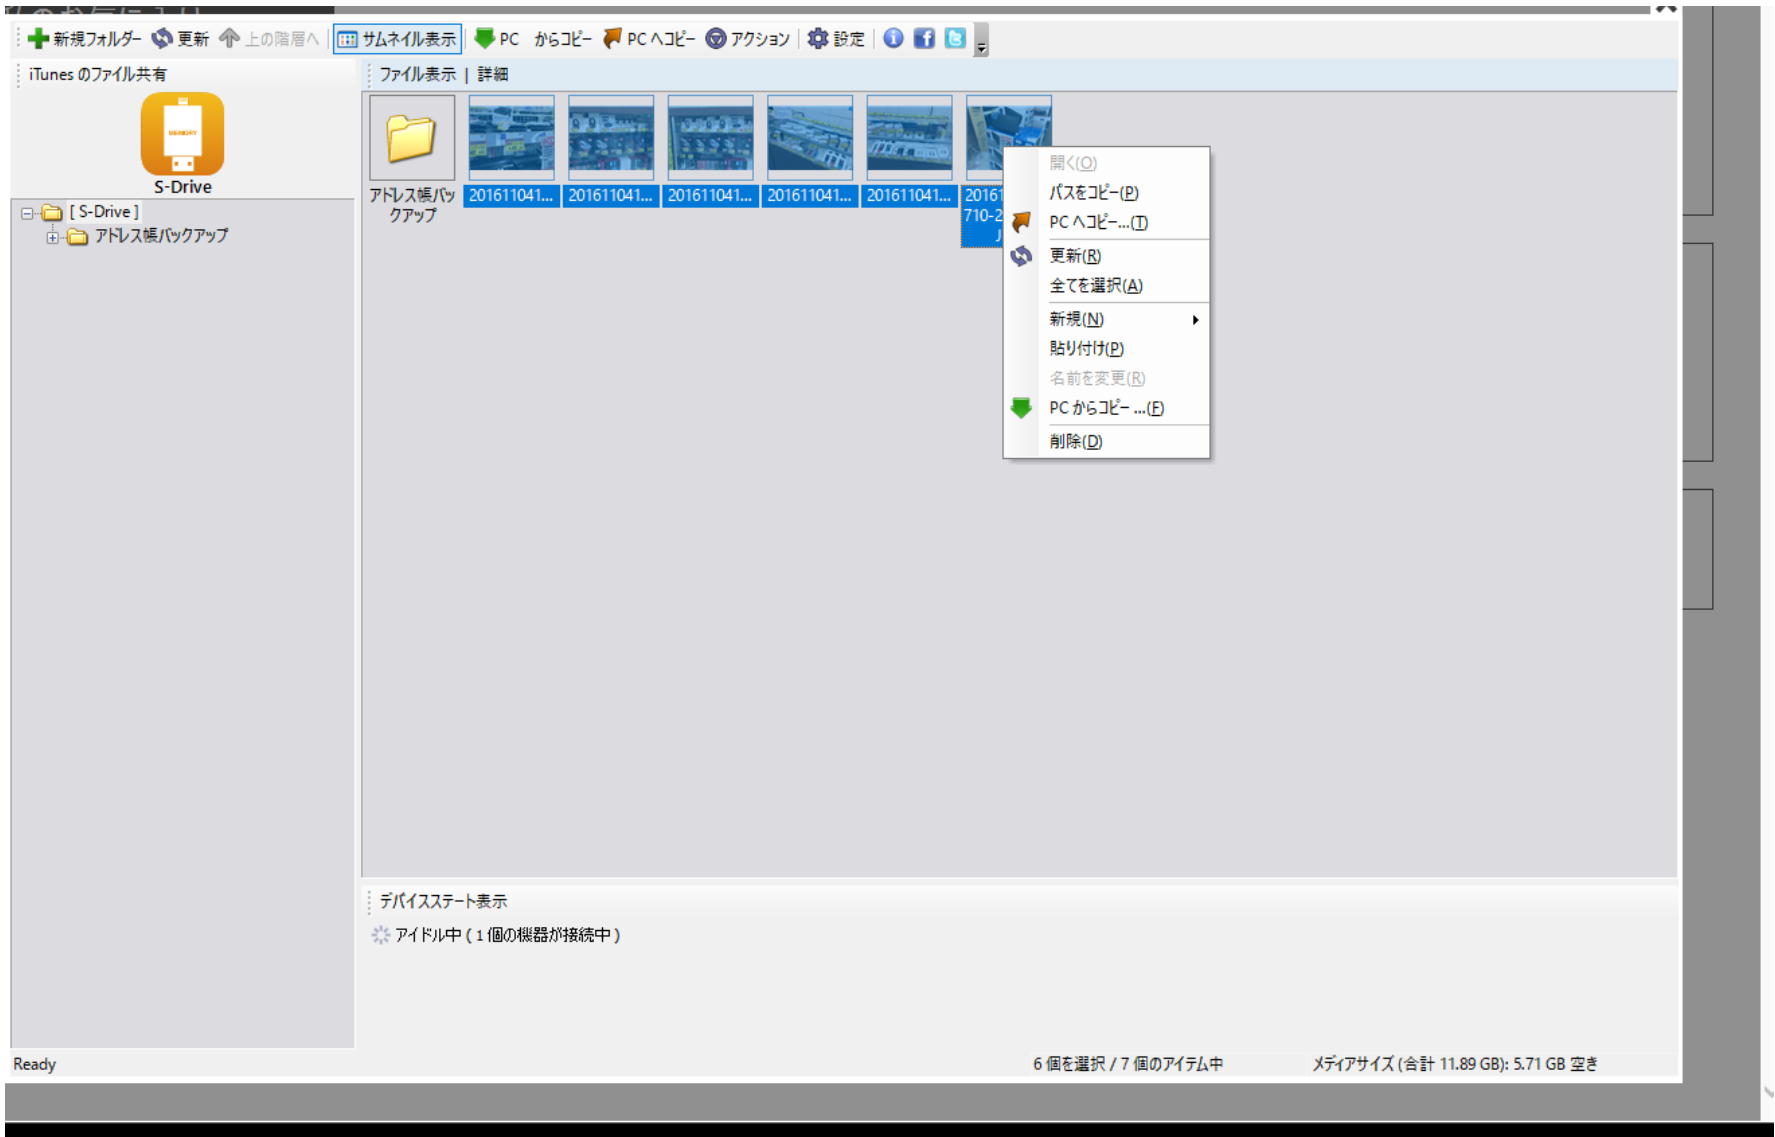 新規フォルダー 更新 上の階層へ サムネイル表示 PC からコピー PC へコピー アクション 設定
iTunes のファイル共有
ファイル表示 | 詳細
MEMORY
S-Drive
[ S-Drive ]
アドレス帳バックアップ
アドレス帳バッ
クアップ
201611041...
201611041...
201611041...
201611041...
201611041...
開く(O)
パスをコピー(P)
PC へコピー...(T)
更新(R)
全てを選択(A)
新規(N)
貼り付け(P)
名前を変更(R)
PC からコピー ...(F)
削除(D)
デバイスステート表示
アイドル中 ( 1 個の機器が接続中 )
Ready
6 個を選択 / 7 個のアイテム中
メディアサイズ (合計 11.89 GB): 5.71 GB 空き